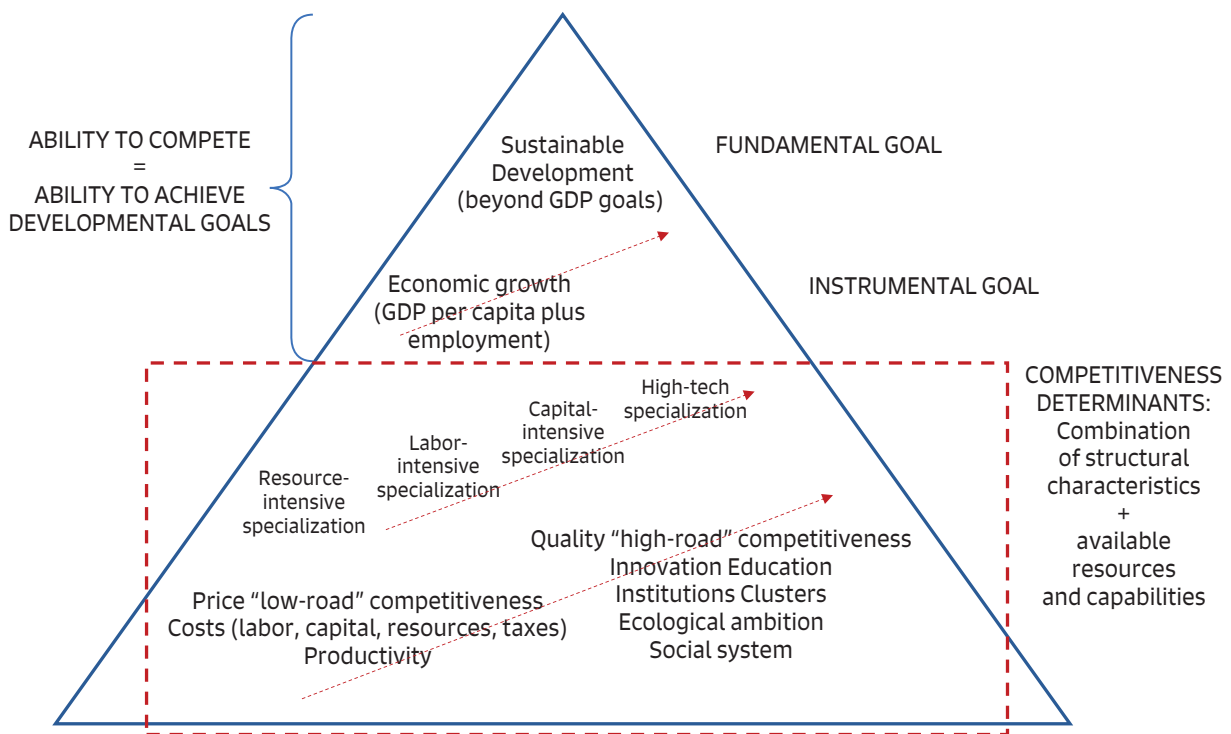 ABILITY TO COMPETE
=
ABILITY TO ACHIEVE
DEVELOPMENTAL GOALS
Sustainable
Development
(beyond GDP goals)
FUNDAMENTAL GOAL
Economic growth
(GDP per capita plus
employment)
INSTRUMENTAL GOAL
Resource-
intensive
specialization
Labor-
intensive
specialization
Capital-
intensive
specialization
High-tech
specialization
COMPETITIVENESS
DETERMINANTS:
Combination
of structural
characteristics
+
available
resources
and capabilities
Price “low-road” competitiveness
Costs (labor, capital, resources, taxes)
Productivity
Quality “high-road” competitiveness
Innovation Education
Institutions Clusters
Ecological ambition
Social system